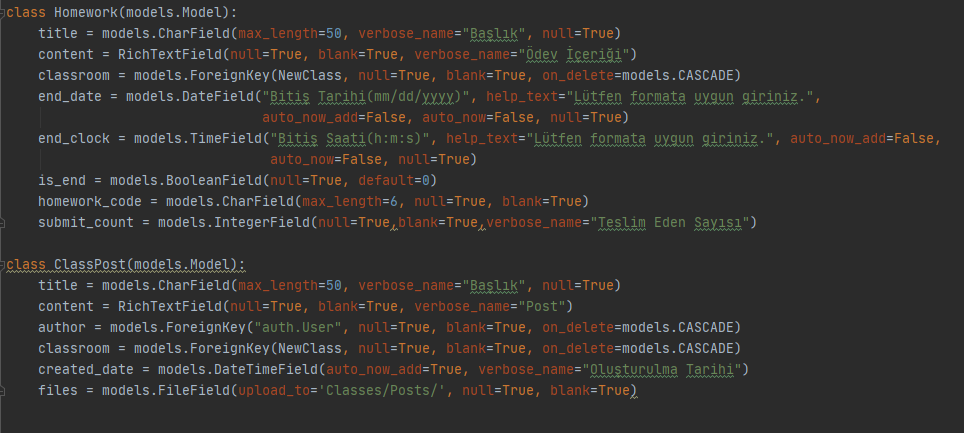 class Homework(models.Model):
    title = models.CharField(max_length=50, verbose_name="Başlık", null=True)
    content = RichTextField(null=True, blank=True, verbose_name="Ödev İçeriği")
    classroom = models.ForeignKey(NewClass, null=True, blank=True, on_delete=models.CASCADE)
    end_date = models.DateField("Bitiş Tarihi(mm/dd/yyyy)", help_text="Lütfen formata uygun giriniz.",
                                auto_now_add=False, auto_now=False, null=True)
    end_clock = models.TimeField("Bitiş Saati(h:m:s)", help_text="Lütfen formata uygun giriniz.", auto_now_add=False,
                                 auto_now=False, null=True)
    is_end = models.BooleanField(null=True, default=0)
    homework_code = models.CharField(max_length=6, null=True, blank=True)
    submit_count = models.IntegerField(null=True,blank=True,verbose_name="Teslim Eden Sayısı")

class ClassPost(models.Model):
    title = models.CharField(max_length=50, verbose_name="Başlık", null=True)
    content = RichTextField(null=True, blank=True, verbose_name="Post")
    author = models.ForeignKey("auth.User", null=True, blank=True, on_delete=models.CASCADE)
    classroom = models.ForeignKey(NewClass, null=True, blank=True, on_delete=models.CASCADE)
    created_date = models.DateTimeField(auto_now_add=True, verbose_name="Oluşturulma Tarihi")
    files = models.FileField(upload_to='Classes/Posts/', null=True, blank=True)